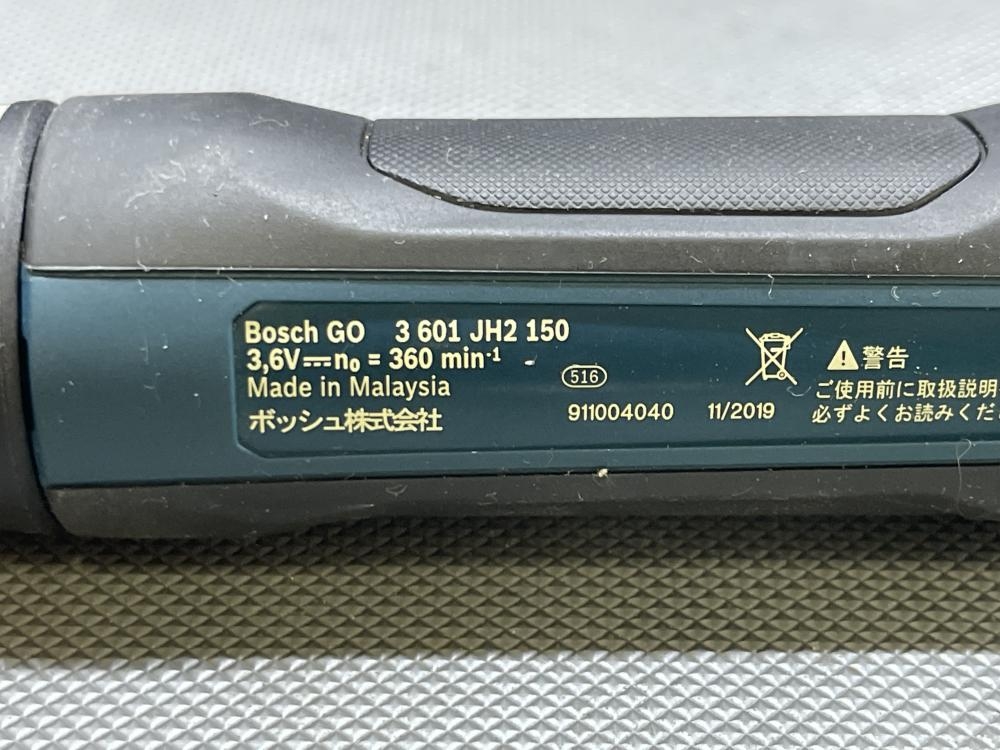 Bosch GO 3 601 JH2 150
3,6V⎓n₀ = 360 min⁻¹
Made in Malaysia
ボッシュ株式会社
516
911004040 11/2019
警告
ご使用前に取扱説明
必ずよくお読みくだ